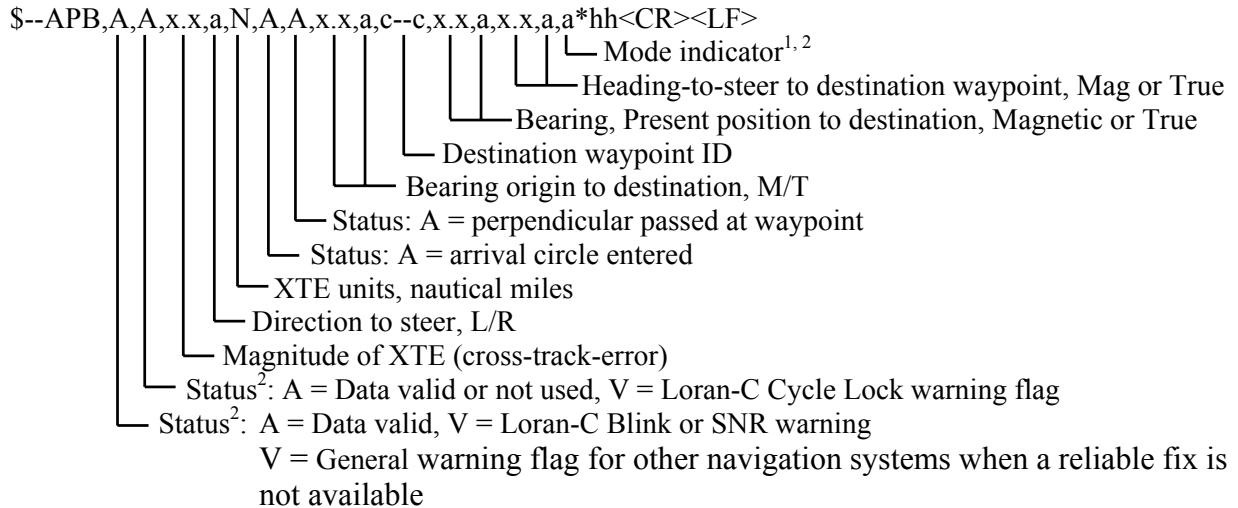 $--APB,A,A,x.x,a,N,A,A,x.x,a,c--c,x.x,a,x.x,a,a*hh<CR><LF>
Mode indicator1, 2
Heading-to-steer to destination waypoint, Mag or True
Bearing, Present position to destination, Magnetic or True
Destination waypoint ID
Bearing origin to destination, M/T
Status: A = perpendicular passed at waypoint
Status: A = arrival circle entered
XTE units, nautical miles
Direction to steer, L/R
Magnitude of XTE (cross-track-error)
Status2: A = Data valid or not used, V = Loran-C Cycle Lock warning flag
Status2: A = Data valid, V = Loran-C Blink or SNR warning
V = General warning flag for other navigation systems when a reliable fix is
not available